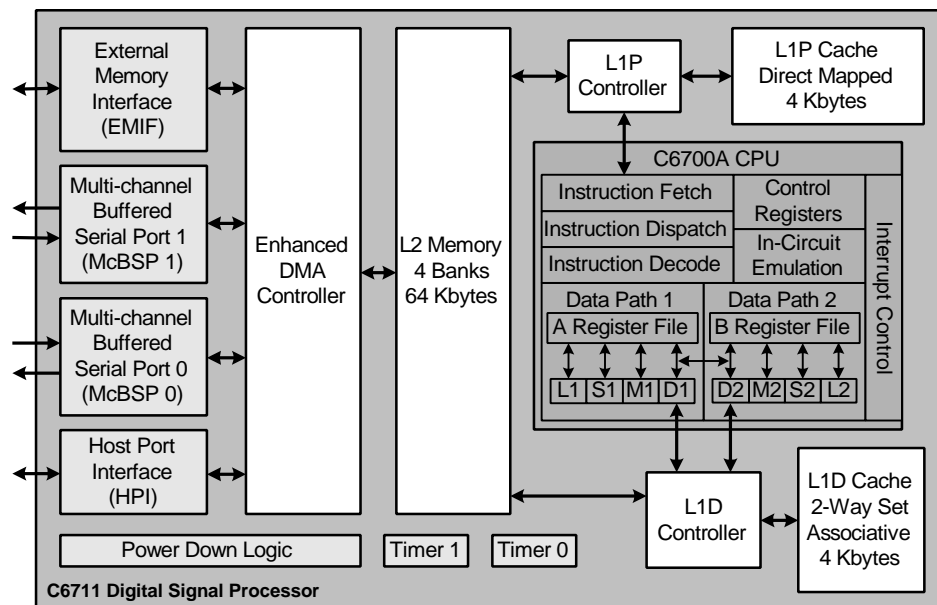 External
Memory
Interface
(EMIF)
Multi-channel
Buffered
Serial Port 1
(McBSP 1)
Multi-channel
Buffered
Serial Port 0
(McBSP 0)
Host Port
Interface
(HPI)
Enhanced
DMA
Controller
L2 Memory
4 Banks
64 Kbytes
L1P
Controller
L1P Cache
Direct Mapped
4 Kbytes
C6700A CPU
Instruction Fetch
Instruction Dispatch
Instruction Decode
Control
Registers
In-Circuit
Emulation
Interrupt Control
Data Path 1
A Register File
L1 S1 M1 D1
Data Path 2
B Register File
D2 M2 S2 L2
L1D
Controller
L1D Cache
2-Way Set
Associative
4 Kbytes
Power Down Logic
Timer 1
Timer 0
C6711 Digital Signal Processor